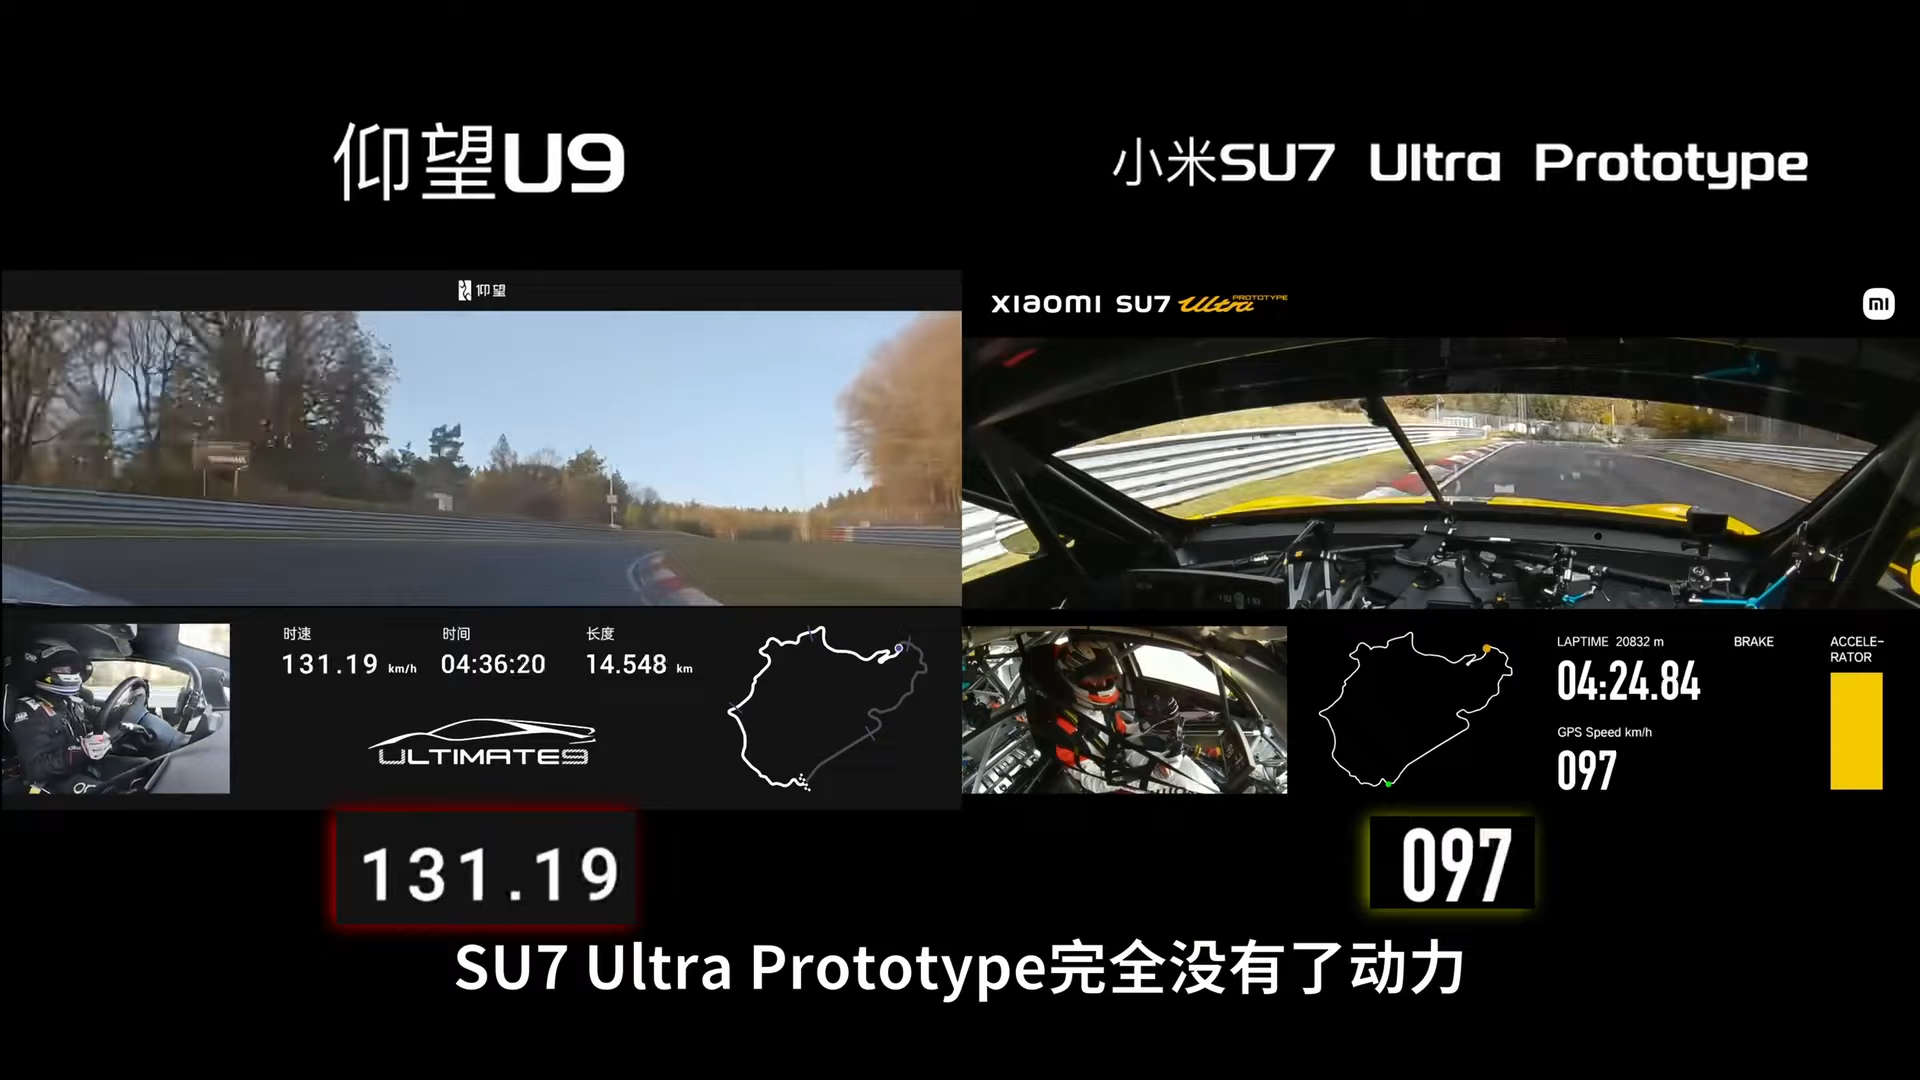 仰望U9
小米SU7 Ultra Prototype
仰望
XIAOMI SU7 Ultra PROTOTYPE
mi
时速
131.19 km/h
时间
04:36:20
长度
14.548 km
ULTIMATE9
LAPTIME 20832 m
04:24.84
GPS Speed km/h
097
BRAKE
ACCELE-
RATOR
131.19
097
SU7 Ultra Prototype完全没有了动力